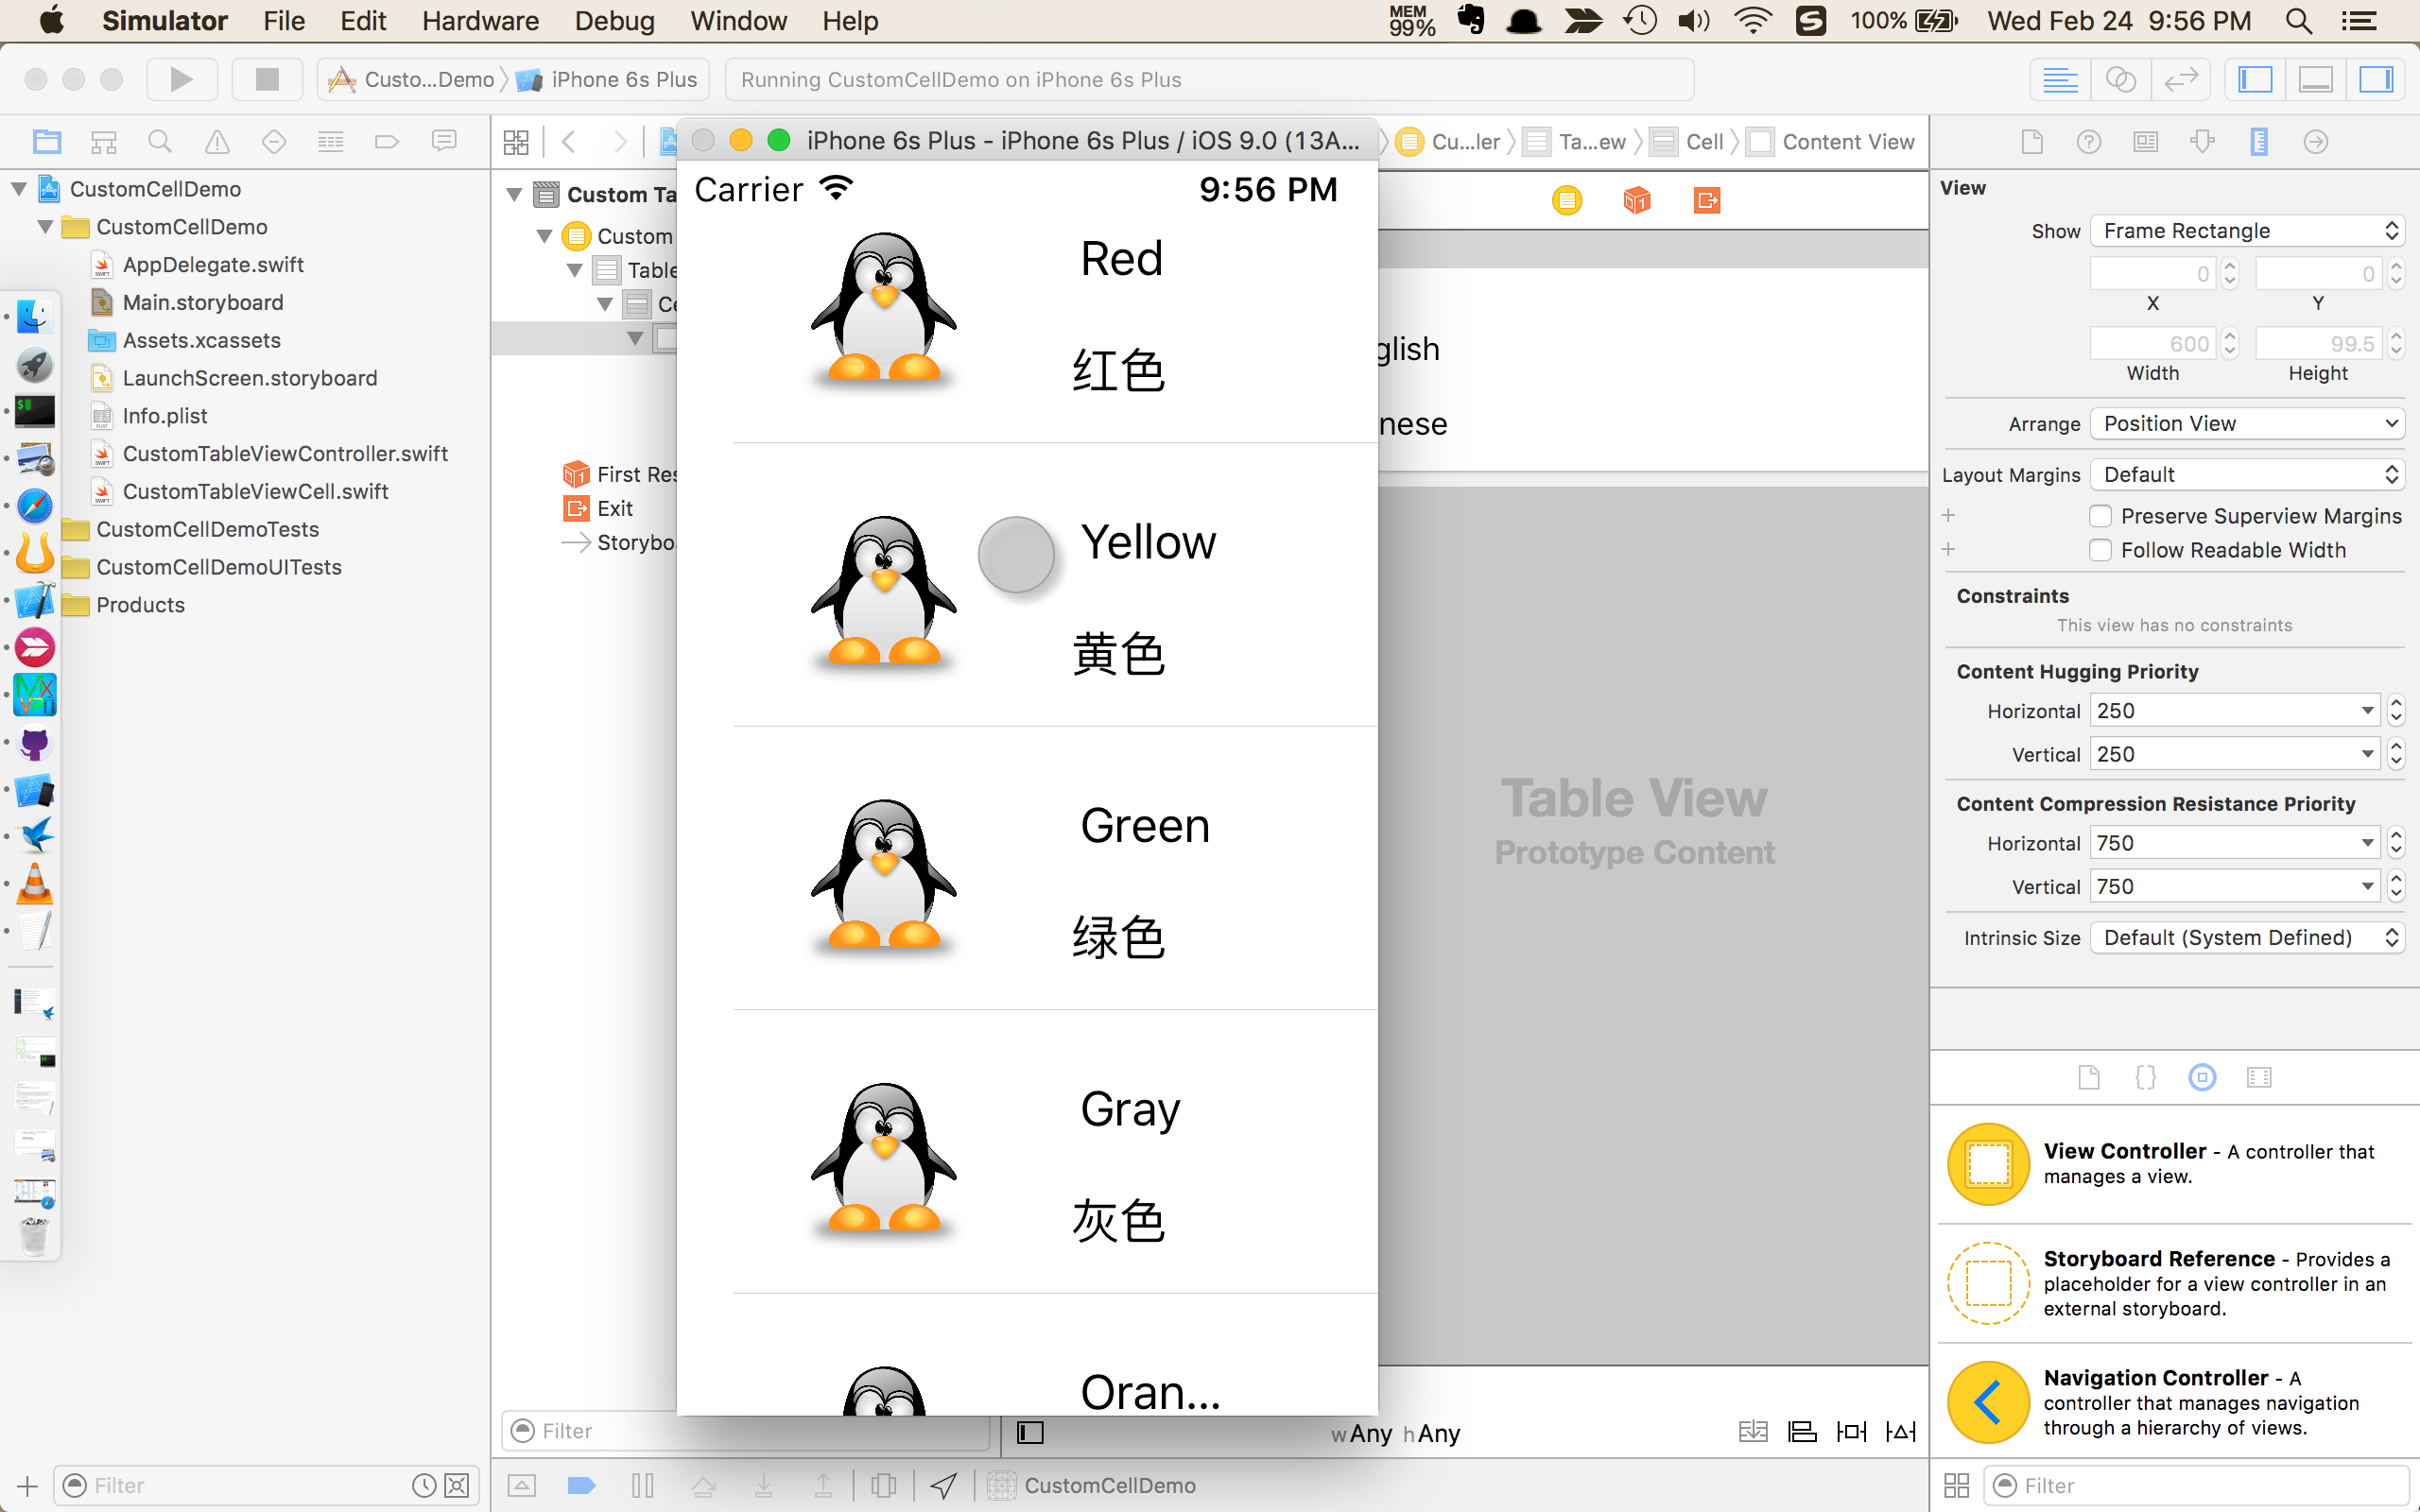 Simulator File Edit Hardware Debug Window Help MEM 99% 100% Wed Feb 24 9:56 PM
Custo...Demo iPhone 6s Plus Running CustomCellDemo on iPhone 6s Plus
iPhone 6s Plus - iPhone 6s Plus / iOS 9.0 (13A... Cu...ler Ta...ew Cell Content View
CustomCellDemo
CustomCellDemo
AppDelegate.swift
Main.storyboard
Assets.xcassets
LaunchScreen.storyboard
Info.plist
CustomTableViewController.swift
CustomTableViewCell.swift
CustomCellDemoTests
CustomCellDemoUITests
Products
Filter
Custom Ta
Custom
Table
Ce
First Res
Exit
Storybo
Filter
Carrier 9:56 PM
Red
红色
Yellow
黄色
Green
绿色
Gray
灰色
Oran...
glish
nese
Table View
Prototype Content
wAny hAny
CustomCellDemo
View
Show Frame Rectangle
0 0
X Y
600 99.5
Width Height
Arrange Position View
Layout Margins Default
Preserve Superview Margins
Follow Readable Width
Constraints
This view has no constraints
Content Hugging Priority
Horizontal 250
Vertical 250
Content Compression Resistance Priority
Horizontal 750
Vertical 750
Intrinsic Size Default (System Defined)
View Controller - A controller that
manages a view.
Storyboard Reference - Provides a
placeholder for a view controller in an
external storyboard.
Navigation Controller - A
controller that manages navigation
through a hierarchy of views.
Filter